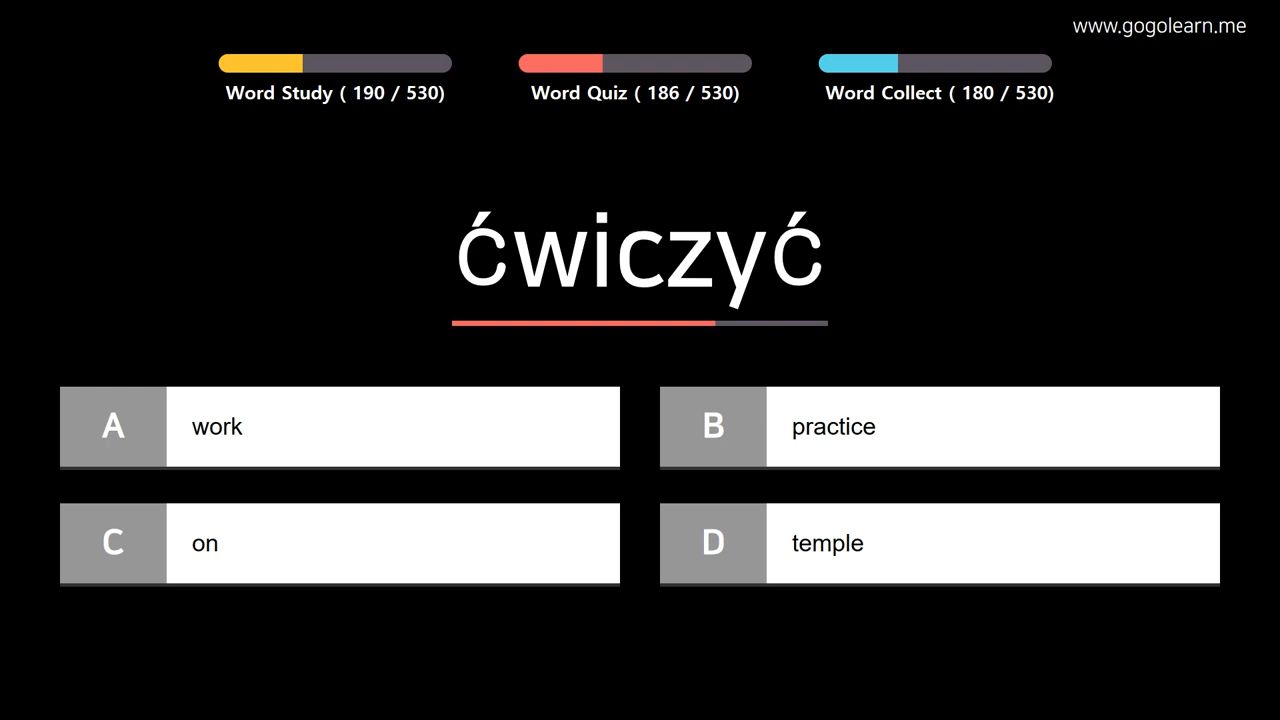 www.gogolearn.me
Word Study ( 190 / 530)
Word Quiz ( 186 / 530)
Word Collect ( 180 / 530)
ćwiczyć
A work
B practice
C on
D temple